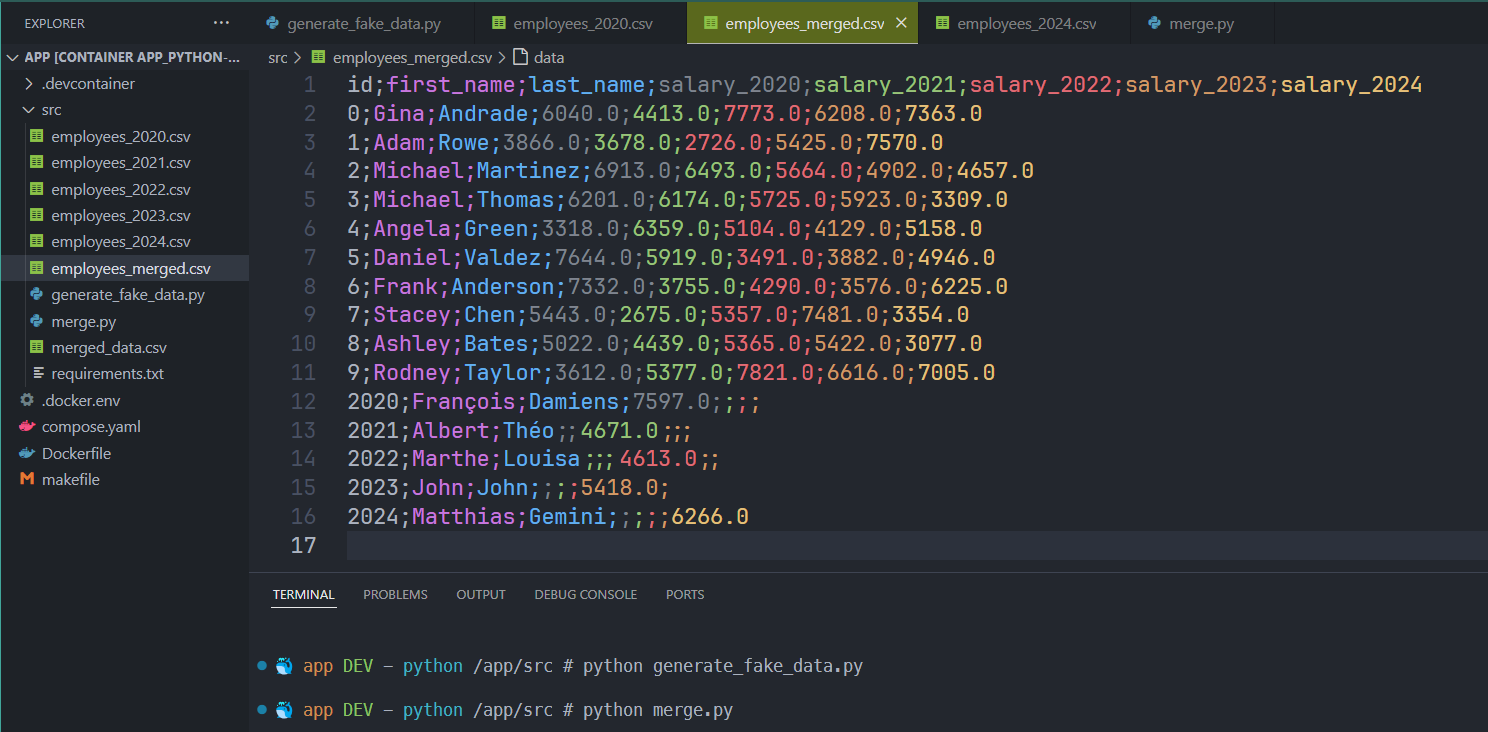 EXPLORER ···
generate_fake_data.py employees_2020.csv employees_merged.csv employees_2024.csv merge.py
APP [CONTAINER APP_PYTHON-...
.devcontainer
src
employees_2020.csv
employees_2021.csv
employees_2022.csv
employees_2023.csv
employees_2024.csv
employees_merged.csv
generate_fake_data.py
merge.py
merged_data.csv
requirements.txt
.docker.env
compose.yaml
Dockerfile
makefile
src > employees_merged.csv > data
1 id;first_name;last_name;salary_2020;salary_2021;salary_2022;salary_2023;salary_2024
2 0;Gina;Andrade;6040.0;4413.0;7773.0;6208.0;7363.0
3 1;Adam;Rowe;3866.0;3678.0;2726.0;5425.0;7570.0
4 2;Michael;Martinez;6913.0;6493.0;5664.0;4902.0;4657.0
5 3;Michael;Thomas;6201.0;6174.0;5725.0;5923.0;3309.0
6 4;Angela;Green;3318.0;6359.0;5104.0;4129.0;5158.0
7 5;Daniel;Valdez;7644.0;5919.0;3491.0;3882.0;4946.0
8 6;Frank;Anderson;7332.0;3755.0;4290.0;3576.0;6225.0
9 7;Stacey;Chen;5443.0;2675.0;5357.0;7481.0;3354.0
10 8;Ashley;Bates;5022.0;4439.0;5365.0;5422.0;3077.0
11 9;Rodney;Taylor;3612.0;5377.0;7821.0;6616.0;7005.0
12 2020;François;Damiens;7597.0;;;;
13 2021;Albert;Théo;;4671.0;;;
14 2022;Marthe;Louisa;;;4613.0;;
15 2023;John;John;;;;5418.0;
16 2024;Matthias;Gemini;;;;;6266.0
17
TERMINAL PROBLEMS OUTPUT DEBUG CONSOLE PORTS
app DEV – python /app/src # python generate_fake_data.py
app DEV – python /app/src # python merge.py